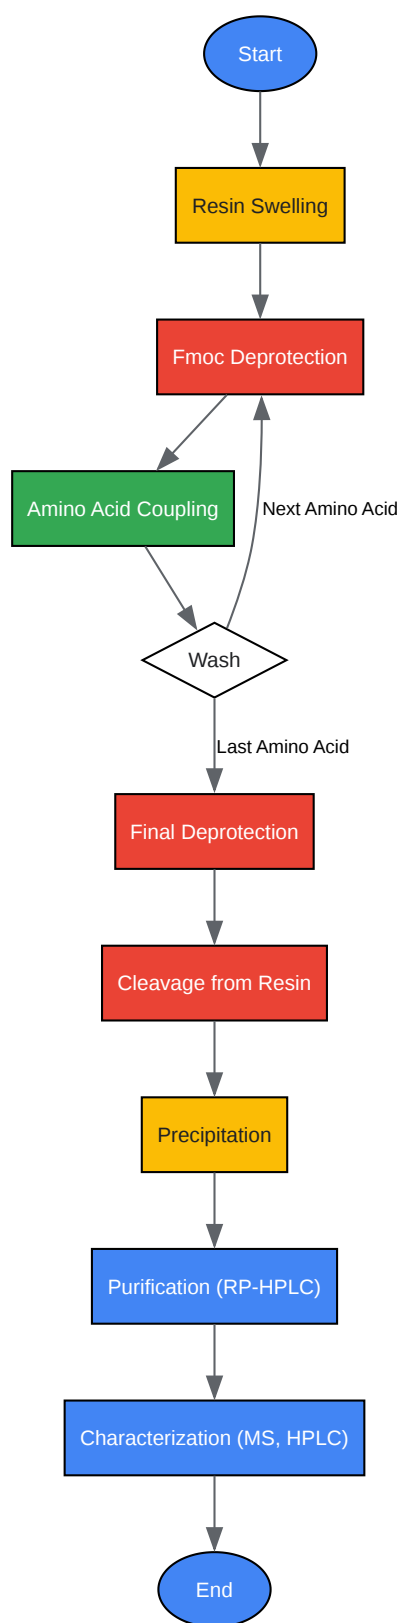 Start
Resin Swelling
Fmoc Deprotection
Amino Acid Coupling
Next Amino Acid
Wash
Last Amino Acid
Final Deprotection
Cleavage from Resin
Precipitation
Purification (RP-HPLC)
Characterization (MS, HPLC)
End